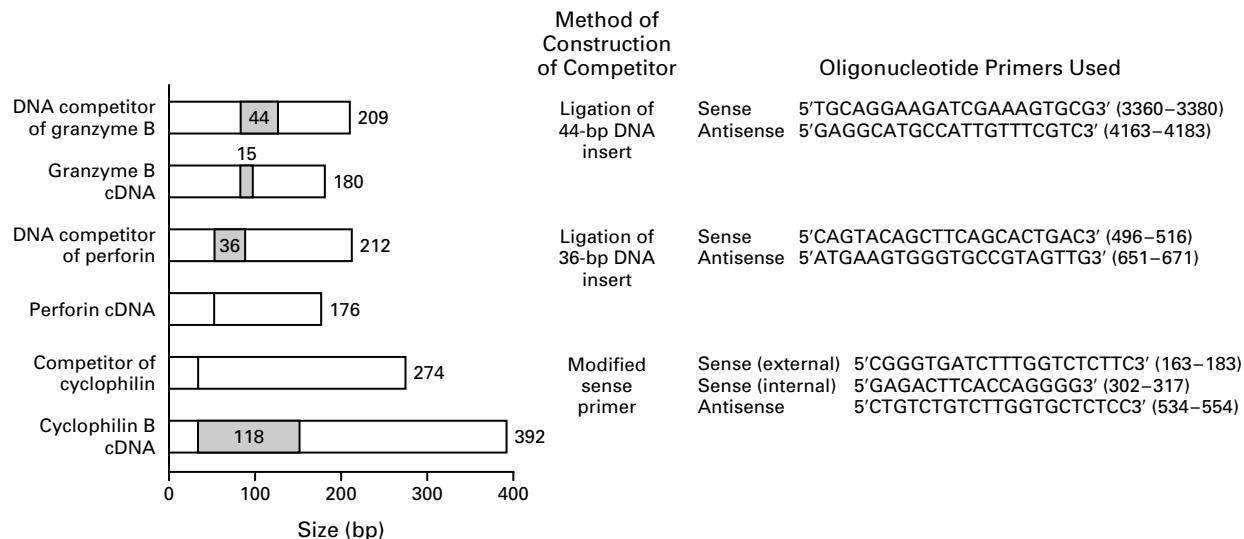 Method of
Construction
of Competitor
Oligonucleotide Primers Used
DNA competitor
of granzyme B
44
209
Ligation of
44-bp DNA
insert
Sense 5′TGCAGGAAGATCGAAAGTGCG3′ (3360–3380)
Antisense 5′GAGGCATGCCATTGTTTCGTC3′ (4163–4183)
15
Granzyme B
cDNA
180
DNA competitor
of perforin
36
212
Ligation of
36-bp DNA
insert
Sense 5′CAGTACAGCTTCAGCACTGAC3′ (496–516)
Antisense 5′ATGAAGTGGGTGCCGTAGTTG3′ (651–671)
Perforin cDNA
176
Competitor of
cyclophilin
274
Modified
sense
primer
Sense (external) 5′CGGGTGATCTTTGGTCTCTTC3′ (163–183)
Sense (internal) 5′GAGACTTCACCAGGGG3′ (302–317)
Antisense 5′CTGTCTGTCTTGGTGCTCTCC3′ (534–554)
Cyclophilin B
cDNA
118
392
0 100 200 300 400
Size (bp)